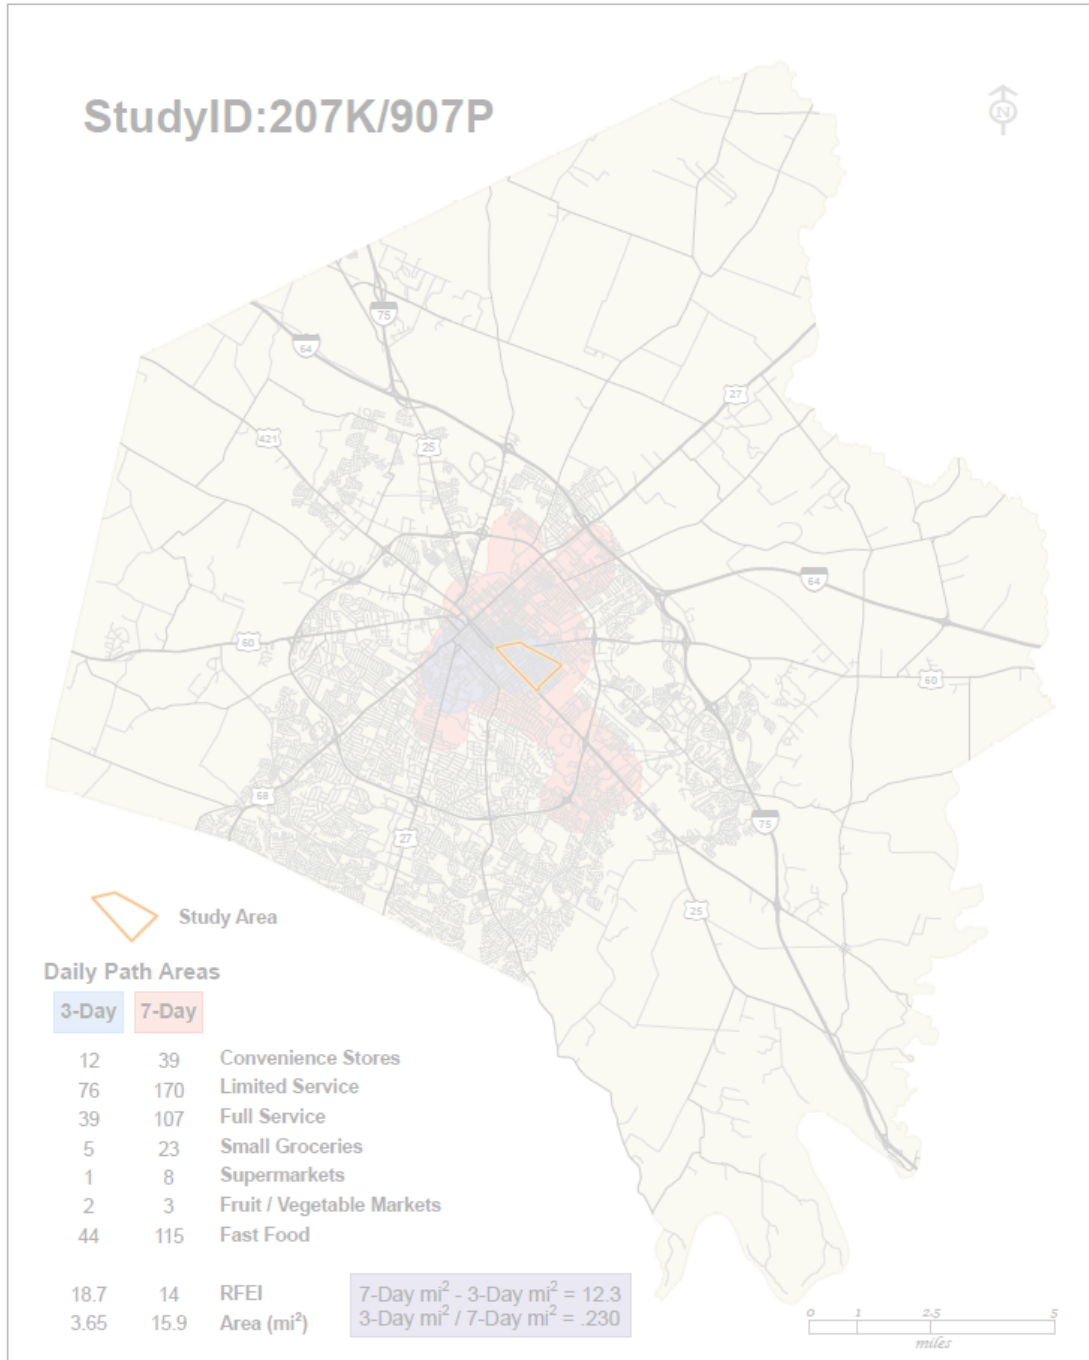 StudyID:207K/907P
N
75
64
27
421
25
64
60
60
68
27
75
25
Study Area
Daily Path Areas
3-Day 7-Day
12 39 Convenience Stores
76 170 Limited Service
39 107 Full Service
5 23 Small Groceries
1 8 Supermarkets
2 3 Fruit / Vegetable Markets
44 115 Fast Food
18.7 14 RFEI
3.65 15.9 Area (mi²)
7-Day mi² - 3-Day mi² = 12.3
3-Day mi² / 7-Day mi² = .230
0 1 2.5 5
miles